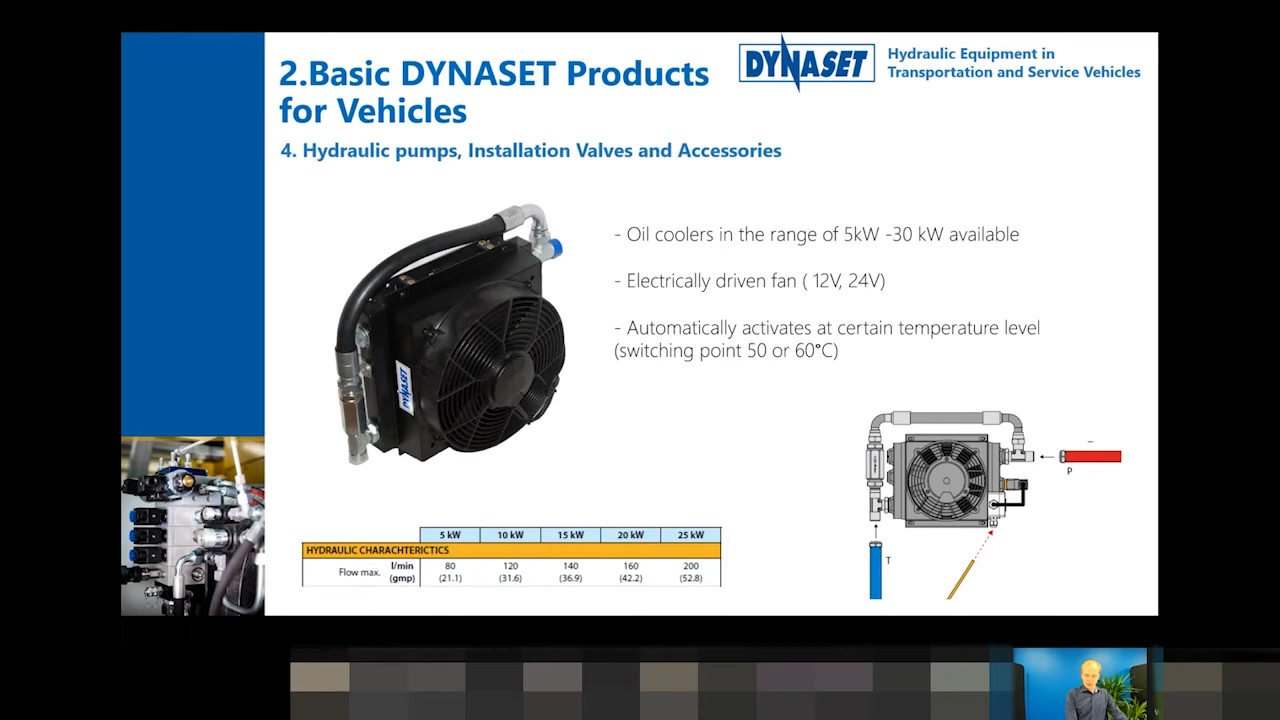 2.Basic DYNASET Products
for Vehicles
DYNASET
Hydraulic Equipment in
Transportation and Service Vehicles
4. Hydraulic pumps, Installation Valves and Accessories
- Oil coolers in the range of 5kW -30 kW available
- Electrically driven fan ( 12V, 24V)
- Automatically activates at certain temperature level
(switching point 50 or 60°C)
DYNASET
–
P
T
5 kW 10 kW 15 kW 20 kW 25 kW
HYDRAULIC CHARACHTERICTICS
Flow max. l/min 80 120 140 160 200
(gmp) (21.1) (31.6) (36.9) (42.2) (52.8)